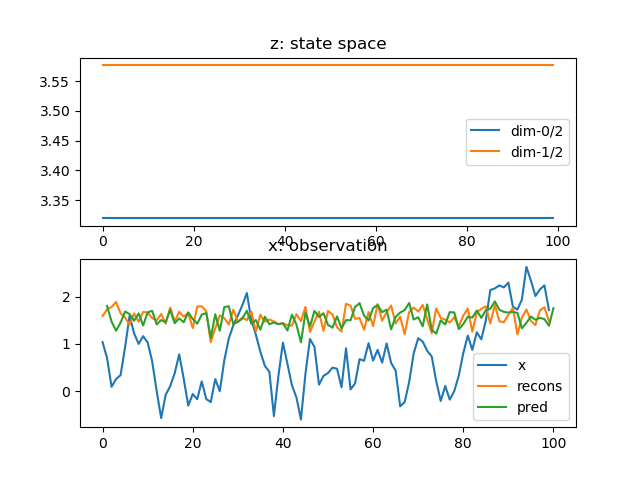 z: state space
3.55
3.50
3.45
3.40
3.35
dim-0/2
dim-1/2
0 20 40 60 80 100
x: observation
2
1
0
x
recons
pred
0 20 40 60 80 100